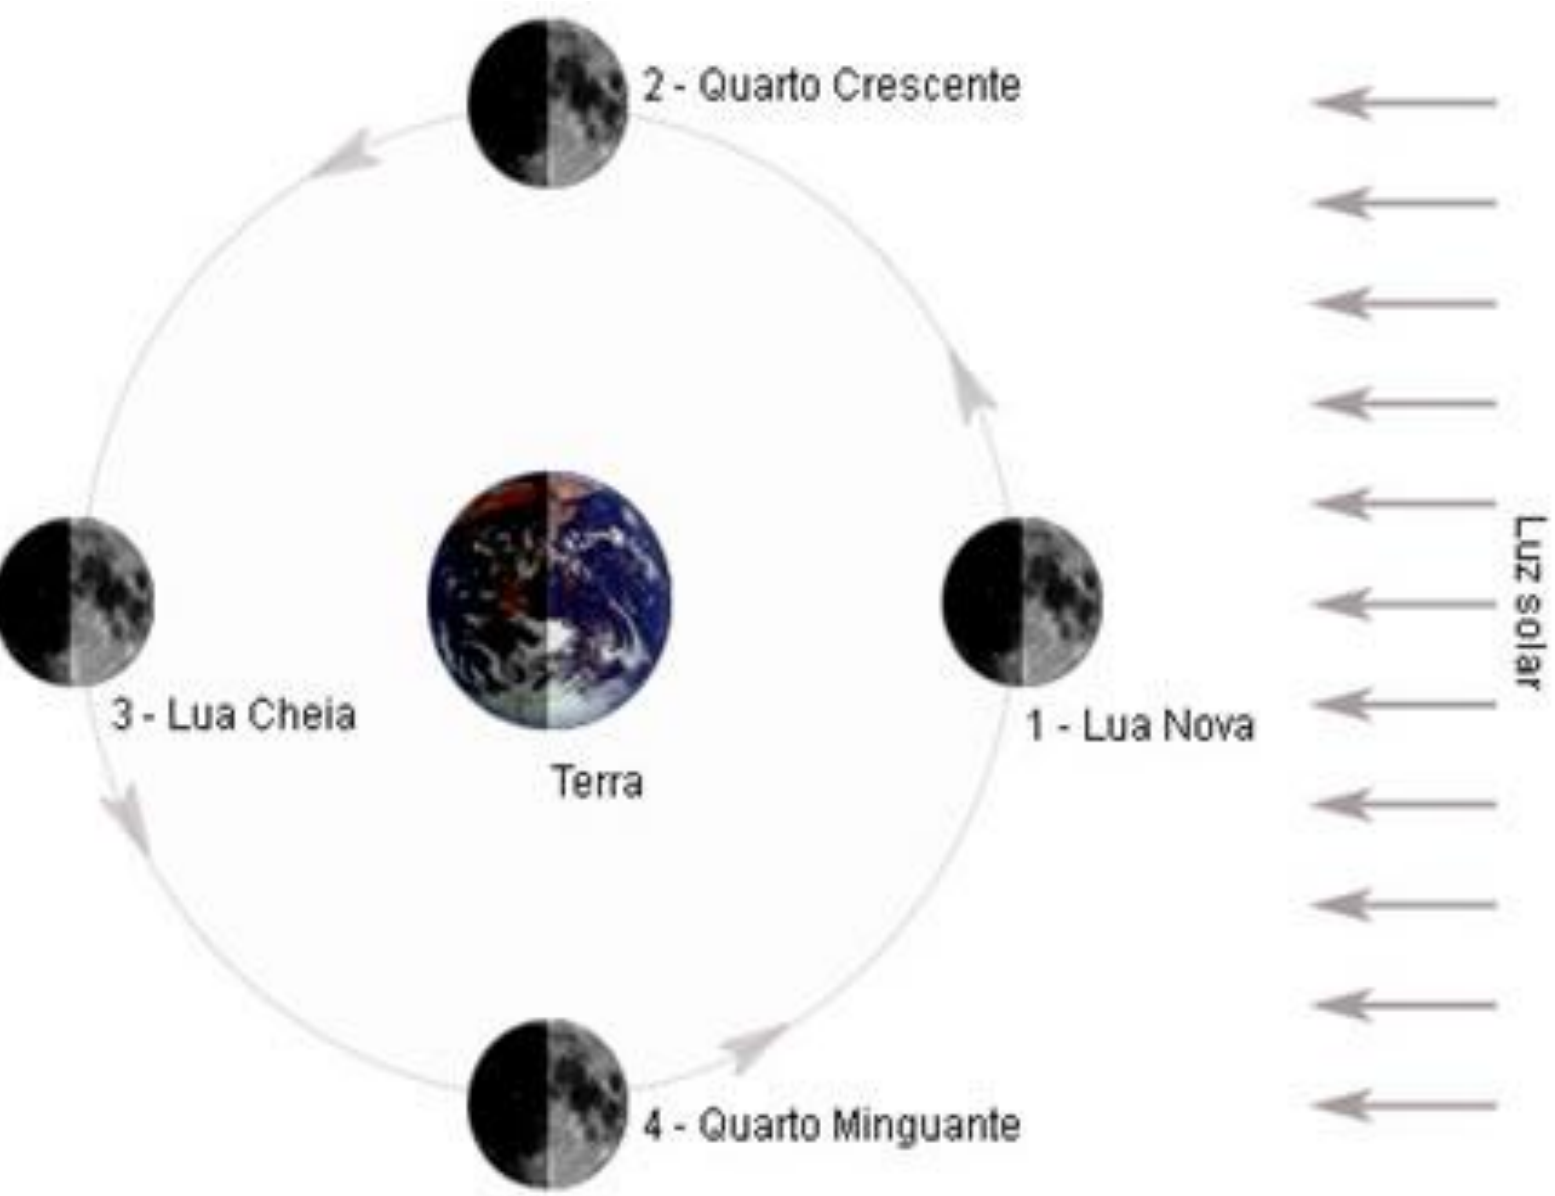 2 - Quarto Crescente
3 - Lua Cheia
Terra
1 - Lua Nova
Luz solar
4 - Quarto Minguante